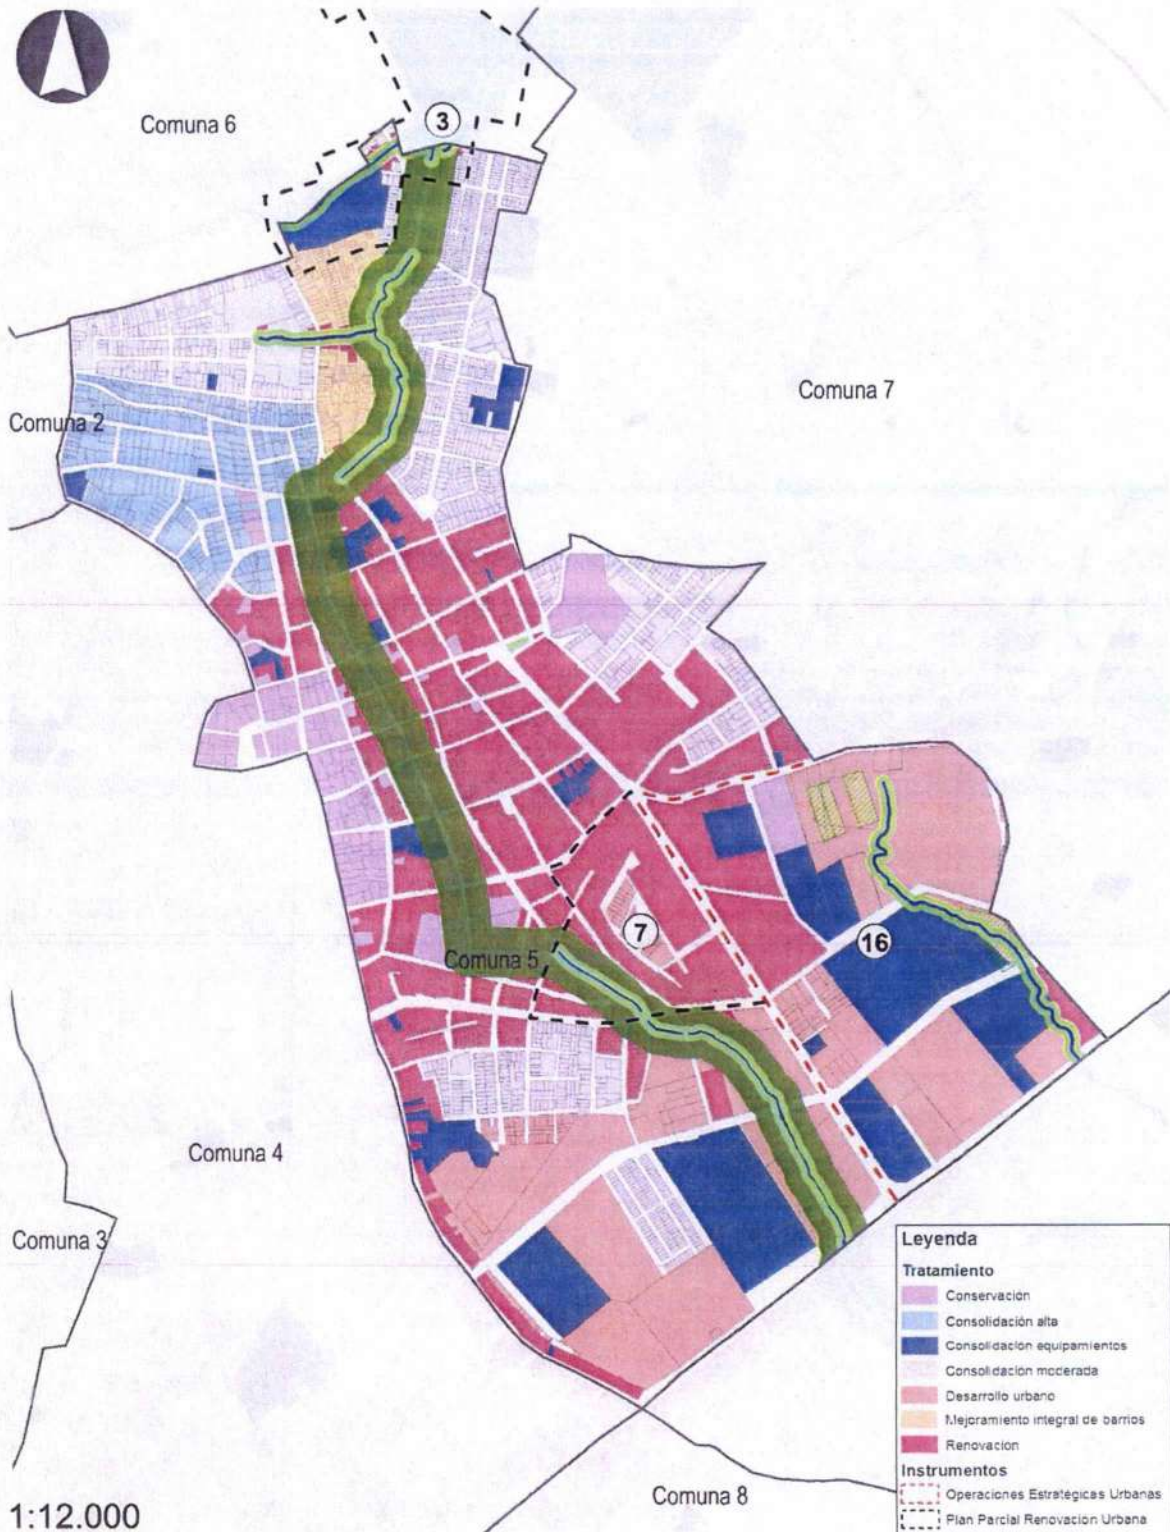 Comuna 6
3
Comuna 7
Comuna 2
7
16
Comuna 5
Comuna 4
Comuna 3
Leyenda
Tratamiento
Conservación
Consolidación alta
Consolidación equipamientos
Consolidación moderada
Desarrollo urbano
Mejoramiento integral de barrios
Renovación
Instrumentos
Operaciones Estratégicas Urbanas
Plan Parcial Renovación Urbana
Comuna 8
1:12.000